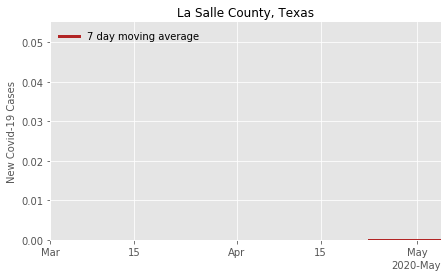 La Salle County, Texas
7 day moving average
New Covid-19 Cases
0.05
0.04
0.03
0.02
0.01
0.00
Mar 15 Apr 15 May
2020-May